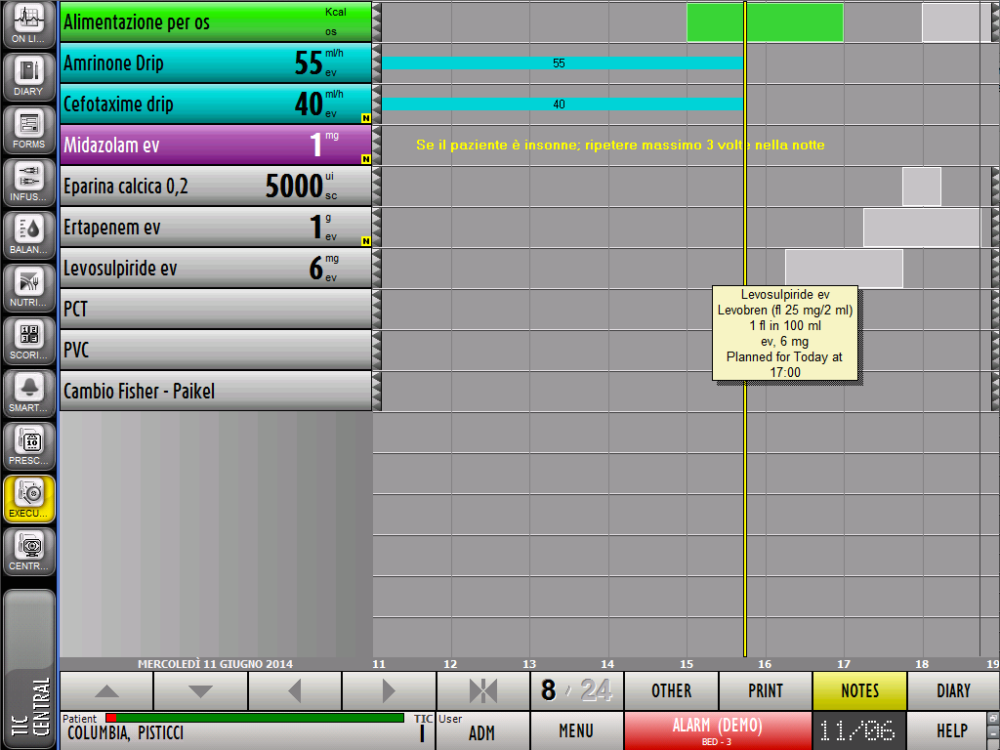 ON LI...
DIARY
FORMS
INFUS...
BALAN...
NUTRI...
SCORI...
SMART...
PRESC...
10
EXECU...
CENTR...
TIC
CENTRAL
Alimentazione per os Kcal
os
Amrinone Drip 55 ml/h
ev
55
Cefotaxime drip 40 ml/h
ev
N
40
Midazolam ev 1 mg
N
Se il paziente è insonne; ripetere massimo 3 volte nella notte
Eparina calcica 0,2 5000 ui
sc
Ertapenem ev 1 g
ev
N
Levosulpiride ev 6 mg
ev
PCT
PVC
Cambio Fisher - Paikel
Levosulpiride ev
Levobren (fl 25 mg/2 ml)
1 fl in 100 ml
ev, 6 mg
Planned for Today at
17:00
MERCOLEDÌ 11 GIUGNO 2014 11 12 13 14 15 16 17 18 19
8 / 24 OTHER PRINT NOTES DIARY
Patient TIC User
COLUMBIA, PISTICCI 1 ADM MENU ALARM (DEMO) 11/06 HELP
BED - 3